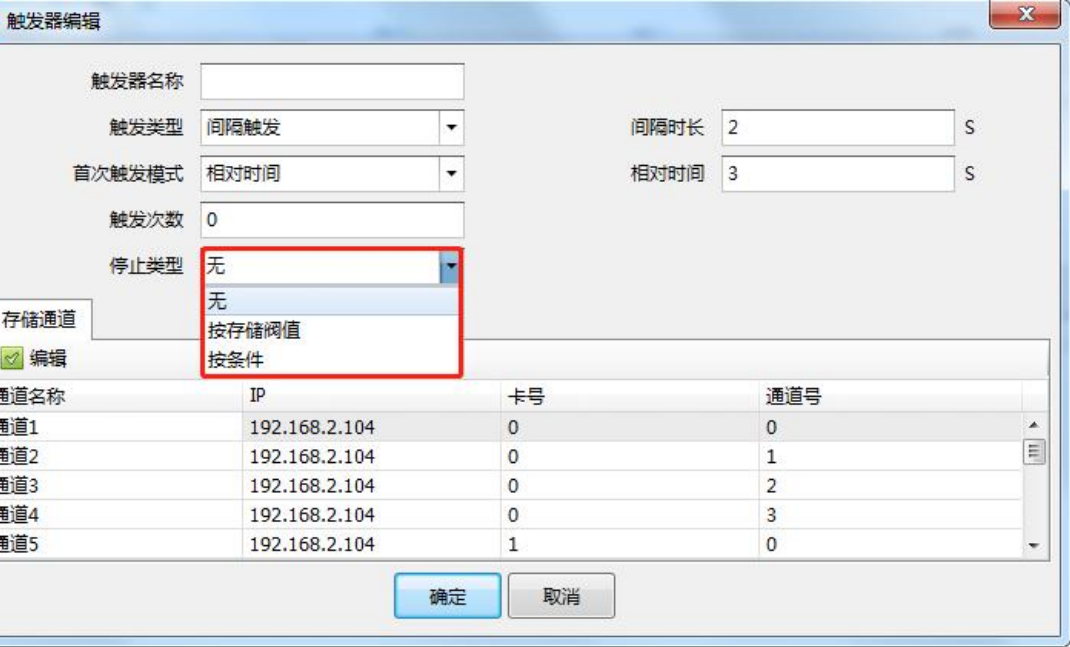 触发器编辑
触发器名称
触发类型 间隔触发 间隔时长 2 S
首次触发模式 相对时间 相对时间 3 S
触发次数 0
停止类型 无
无
按存储阀值
按条件
存储通道
编辑
通道名称 IP 卡号 通道号
通道1 192.168.2.104 0 0
通道2 192.168.2.104 0 1
通道3 192.168.2.104 0 2
通道4 192.168.2.104 0 3
通道5 192.168.2.104 1 0
确定 取消